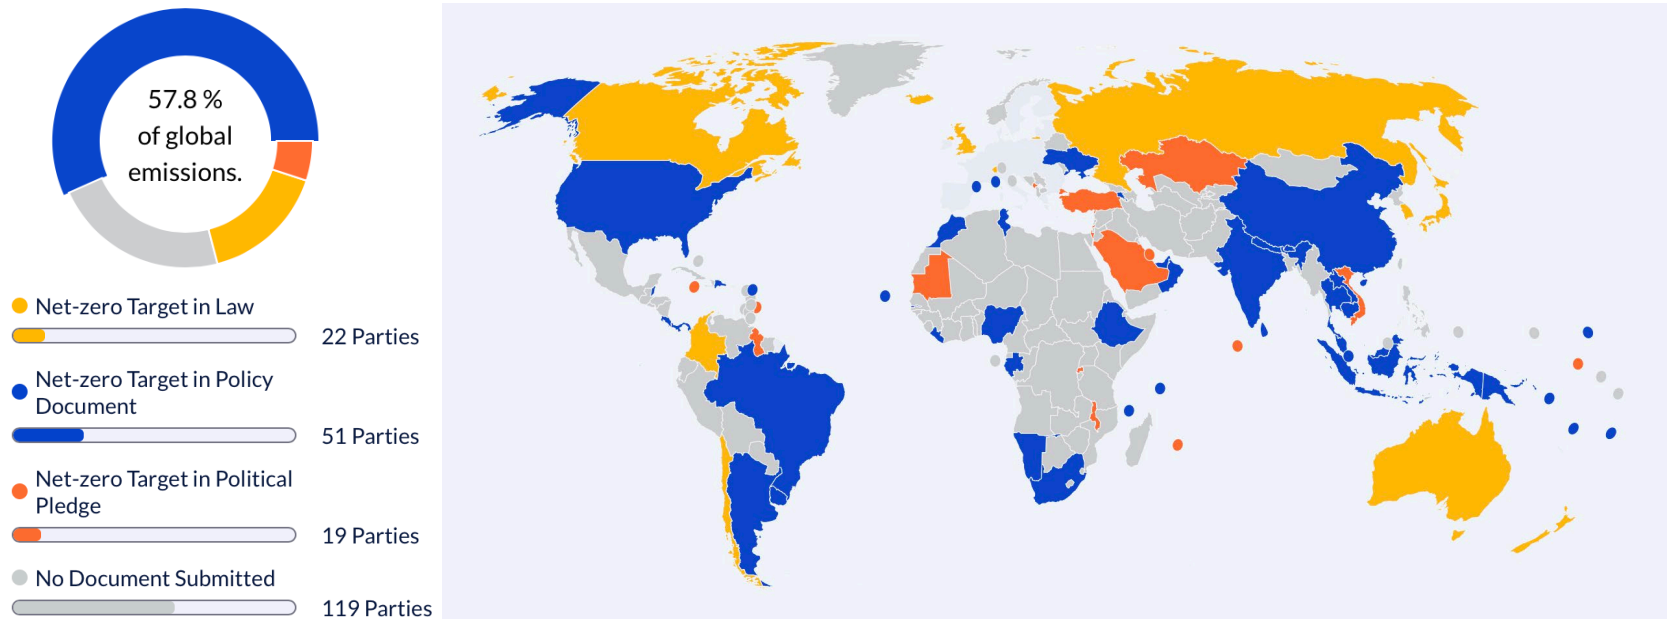 57.8 %
of global
emissions.
Net-zero Target in Law
22 Parties
Net-zero Target in Policy
Document
51 Parties
Net-zero Target in Political
Pledge
19 Parties
No Document Submitted
119 Parties